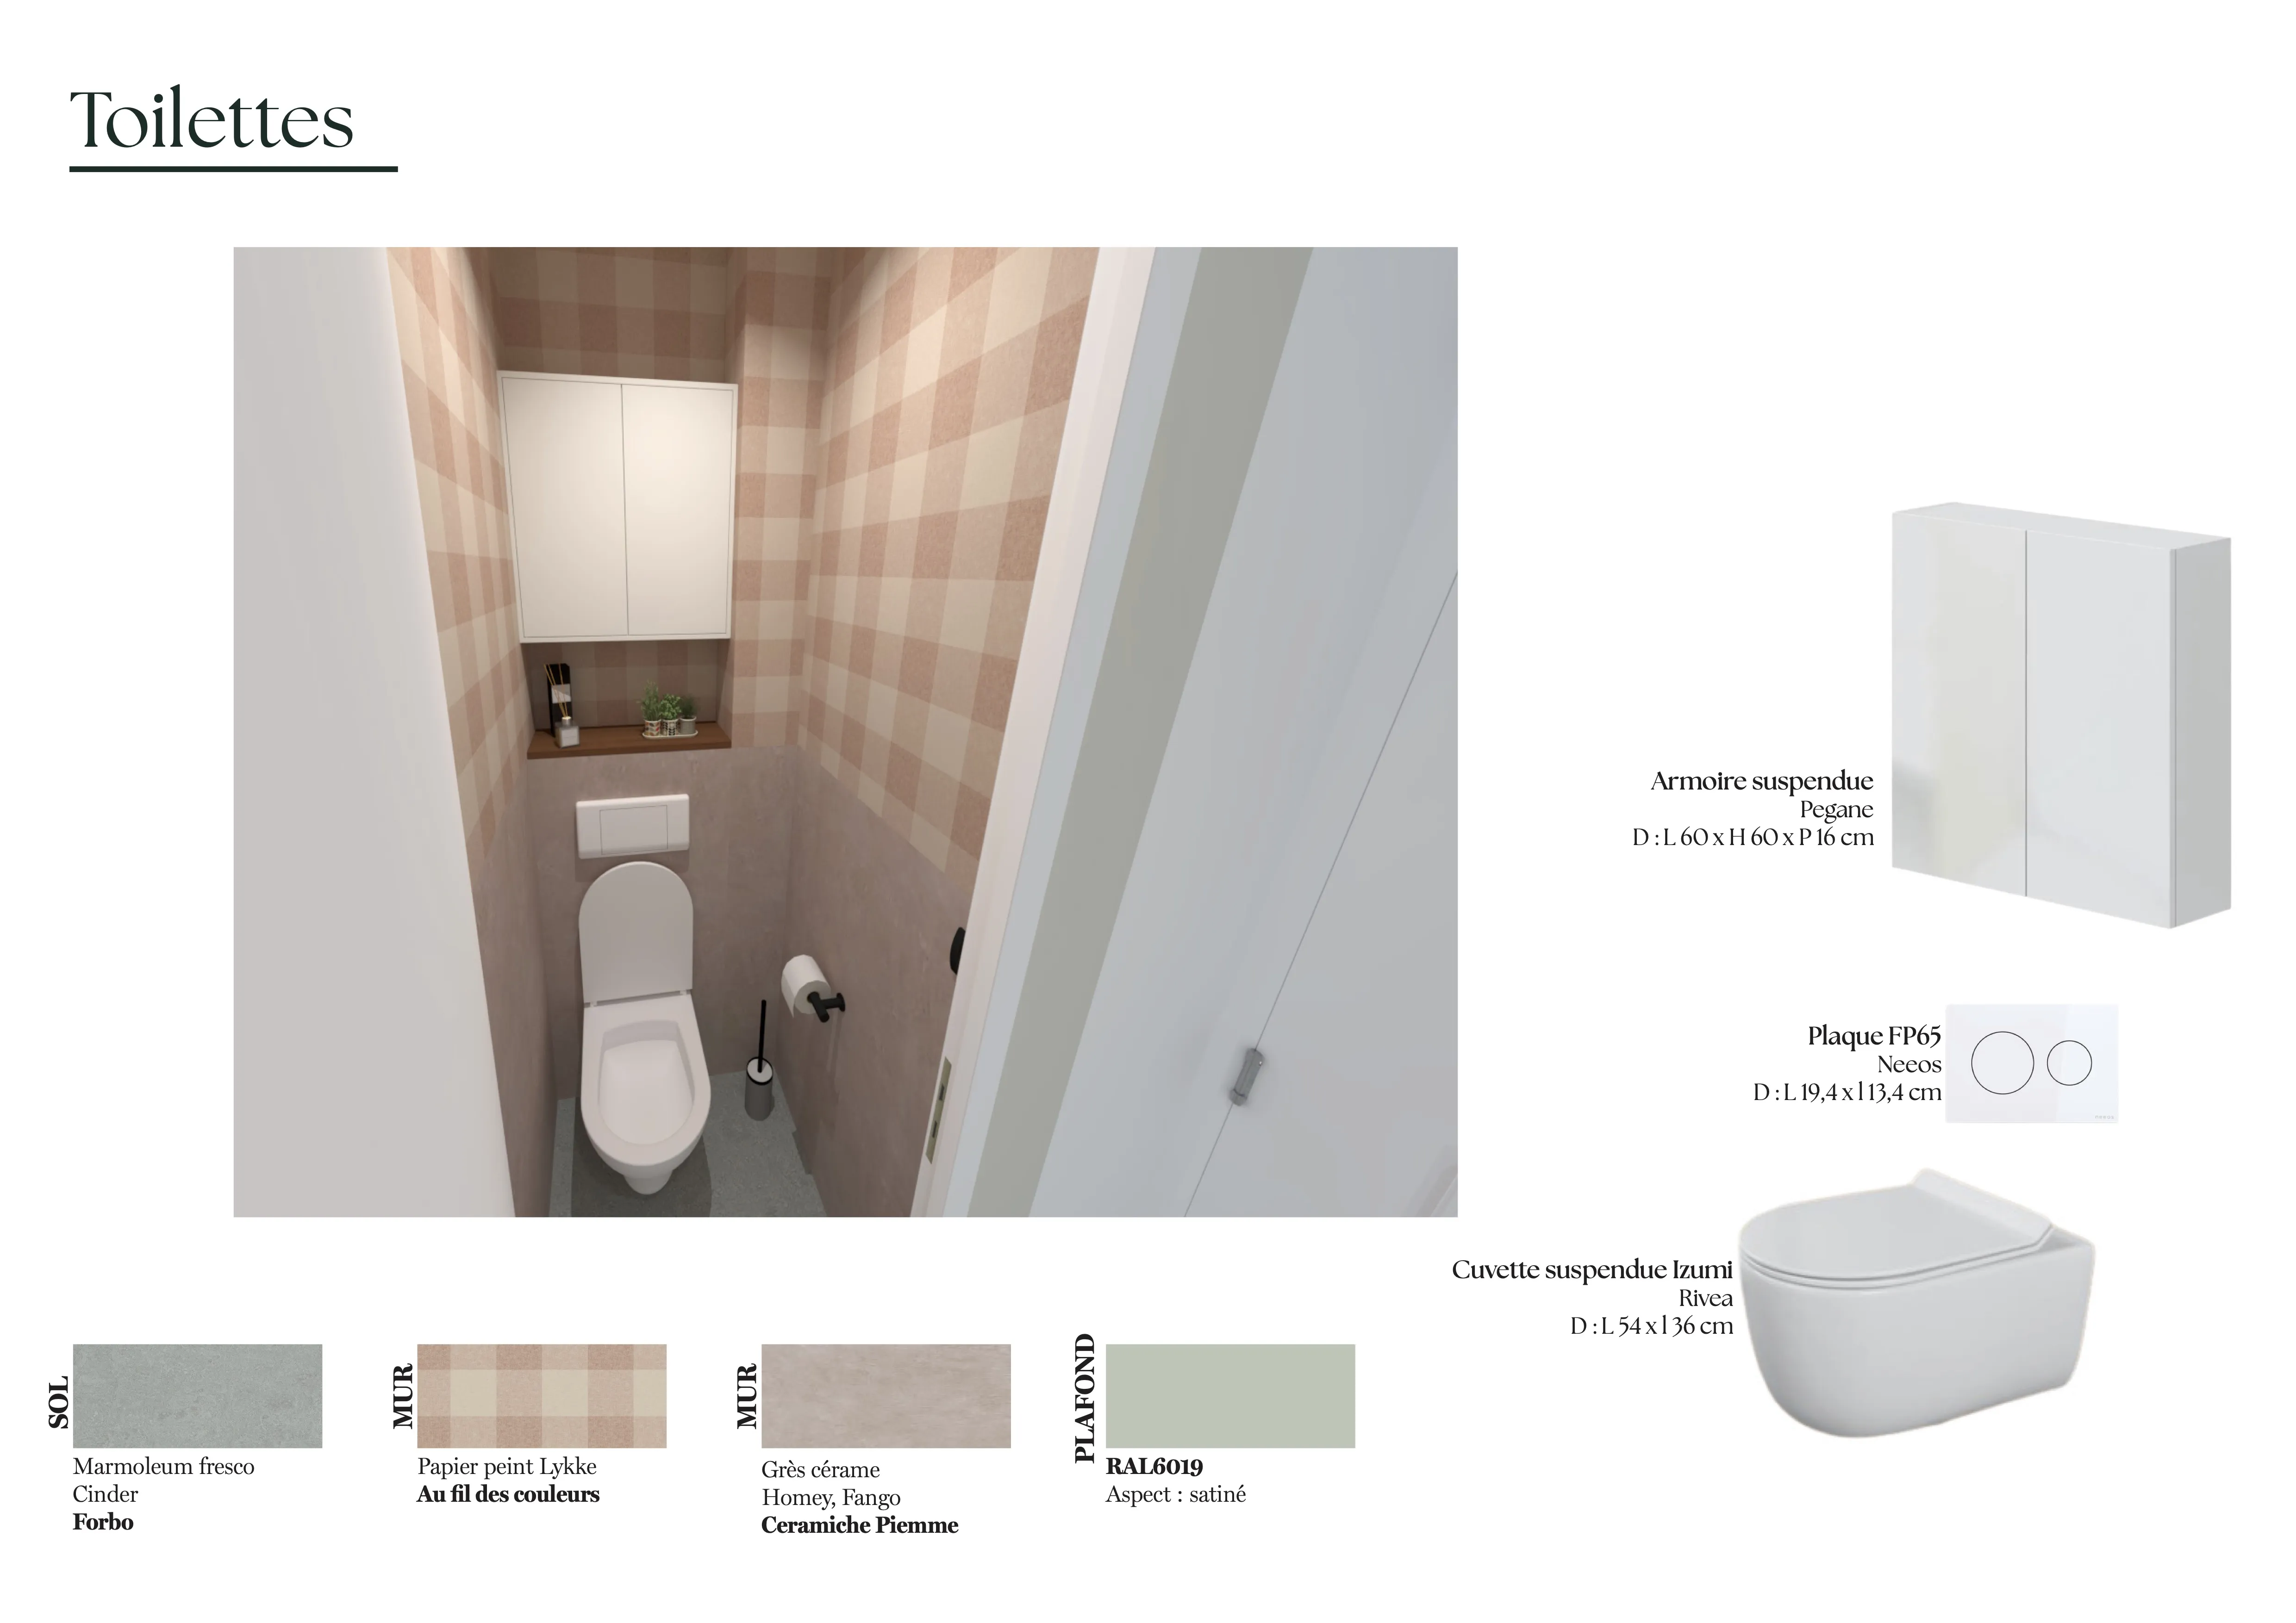 Toilettes
Armoire suspendue
Pegane
D : L 60 x H 60 x P 16 cm
Plaque FP65
Neeos
D : L 19,4 x l 13,4 cm
Cuvette suspendue Izumi
Rivea
D : L 54 x l 36 cm
SOL
Marmoleum fresco
Cinder
Forbo
MUR
Papier peint Lykke
Au fil des couleurs
MUR
Grès cérame
Homey, Fango
Ceramiche Piemme
PLAFOND
RAL6019
Aspect : satiné